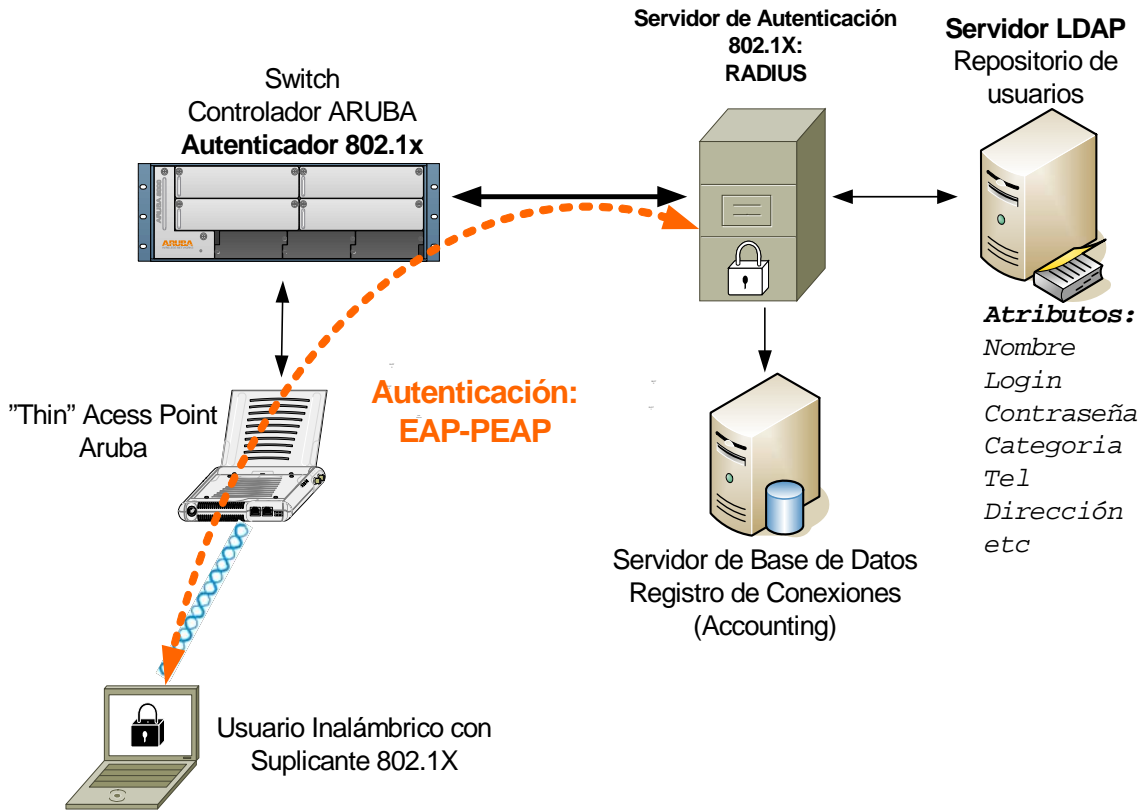 Servidor de Autenticación
802.1X:
RADIUS
Servidor LDAP
Repositorio de
usuarios
Switch
Controlador ARUBA
Autenticador 802.1x
ARUBA
Atributos:
Nombre
Login
Contraseña
Categoria
Tel
Dirección
etc
Autenticación:
EAP-PEAP
”Thin” Acess Point
Aruba
Servidor de Base de Datos
Registro de Conexiones
(Accounting)
Usuario Inalámbrico con
Suplicante 802.1X